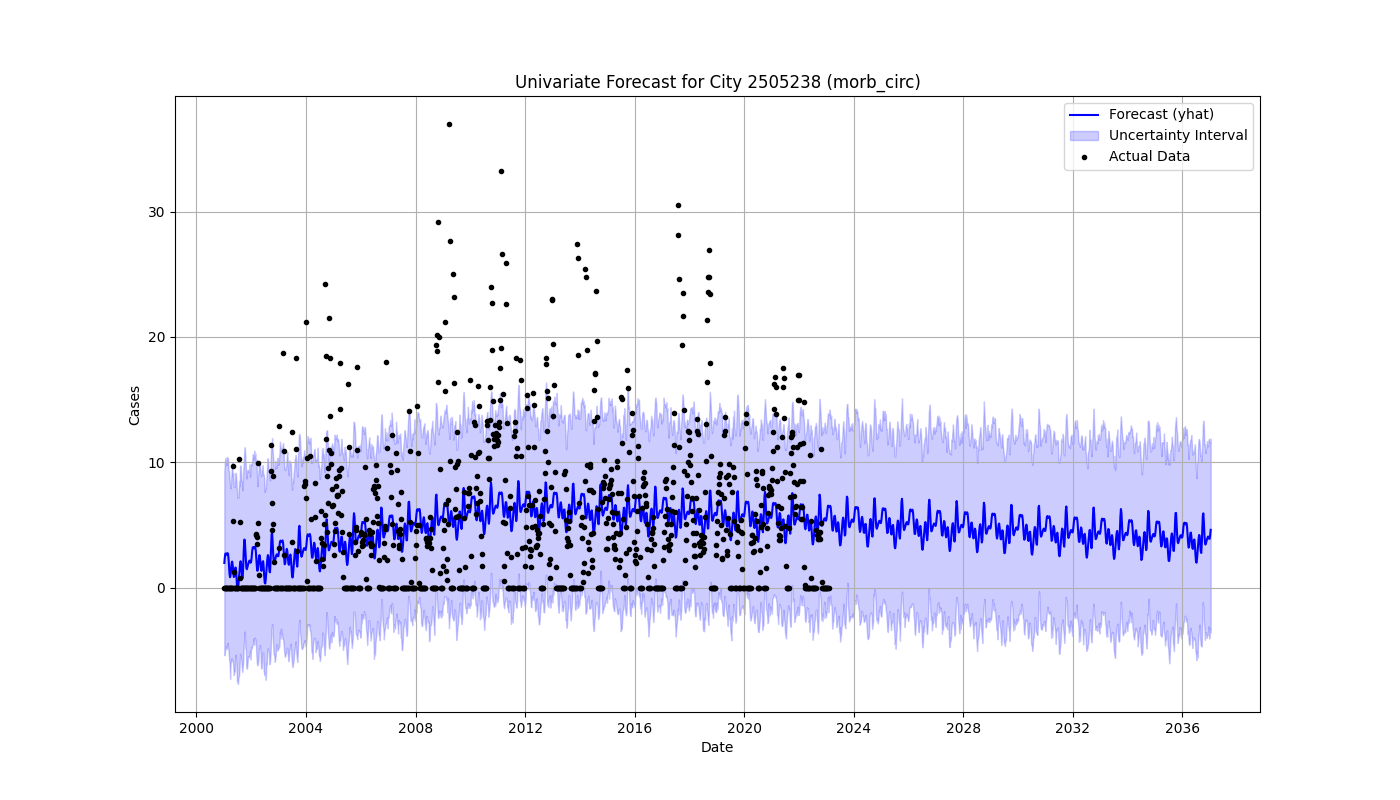 Univariate Forecast for City 2505238 (morb_circ)
Forecast (yhat)
Uncertainty Interval
Actual Data
30
20
10
0
Cases
2000 2004 2008 2012 2016 2020 2024 2028 2032 2036
Date